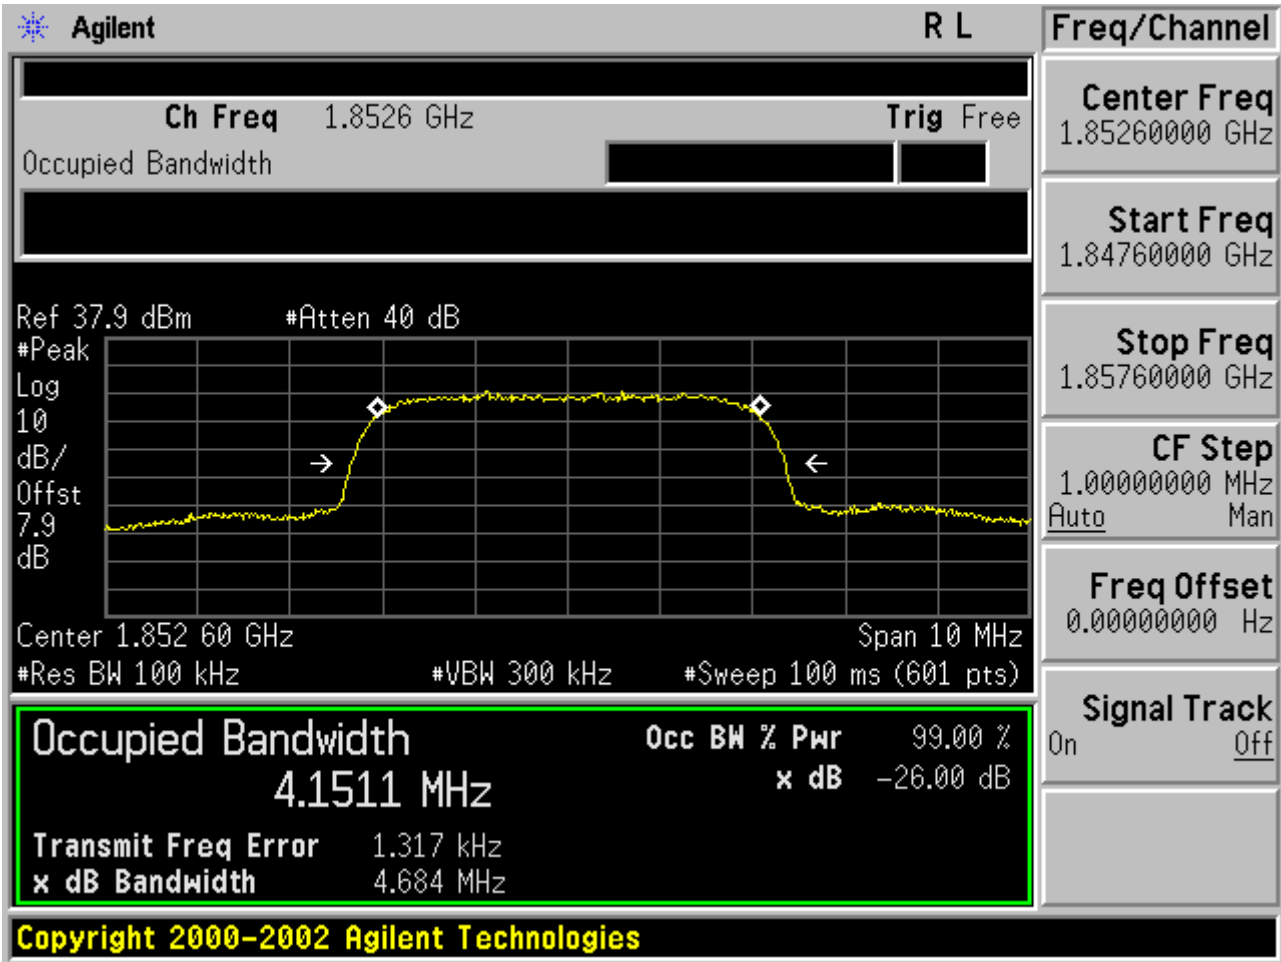 Agilent R L
Ch Freq 1.8526 GHz Trig Free
Occupied Bandwidth
Ref 37.9 dBm #Atten 40 dB
#Peak
Log
10
dB/
Offst
7.9
dB
Center 1.852 60 GHz Span 10 MHz
#Res BW 100 kHz #VBW 300 kHz #Sweep 100 ms (601 pts)
Occupied Bandwidth Occ BW % Pwr 99.00 %
4.1511 MHz x dB -26.00 dB
Transmit Freq Error 1.317 kHz
x dB Bandwidth 4.684 MHz
Copyright 2000-2002 Agilent Technologies
Freq/Channel
Center Freq
1.85260000 GHz
Start Freq
1.84760000 GHz
Stop Freq
1.85760000 GHz
CF Step
1.00000000 MHz
Auto Man
Freq Offset
0.00000000 Hz
Signal Track
On Off